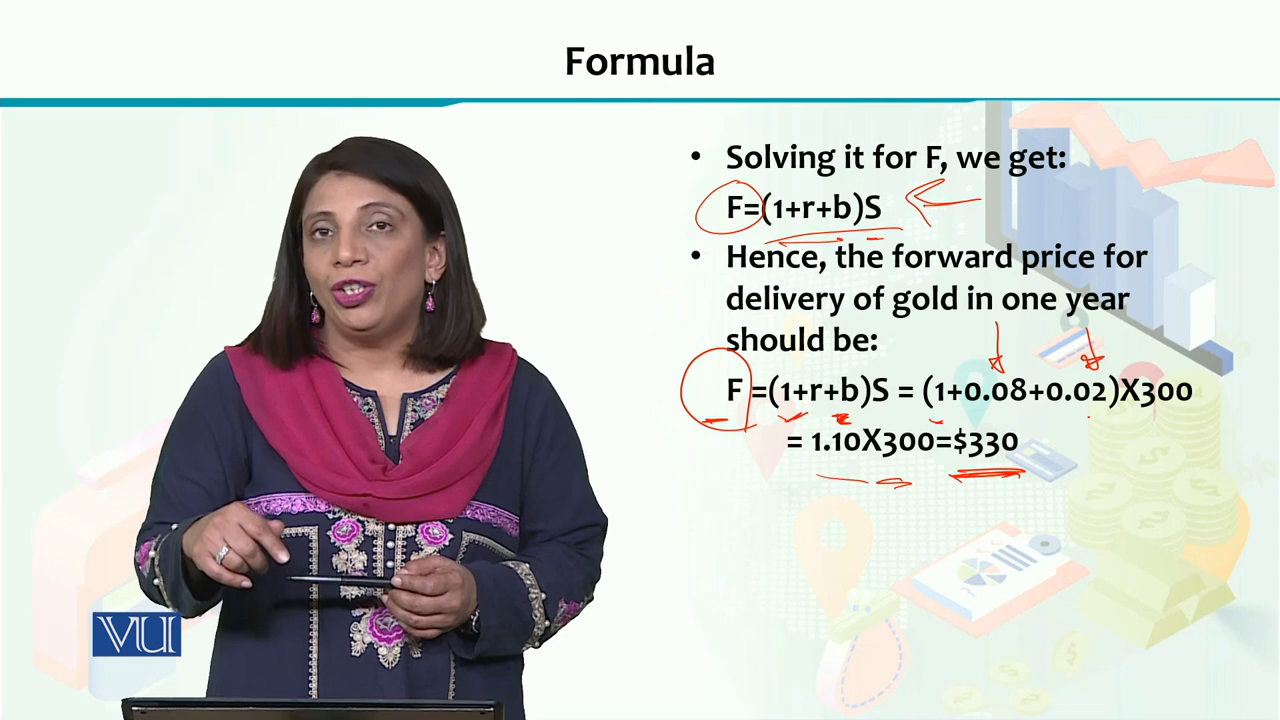 Formula
• Solving it for F, we get:
F=(1+r+b)S
• Hence, the forward price for
delivery of gold in one year
should be:
F =(1+r+b)S = (1+0.08+0.02)X300
= 1.10X300=$330
VU